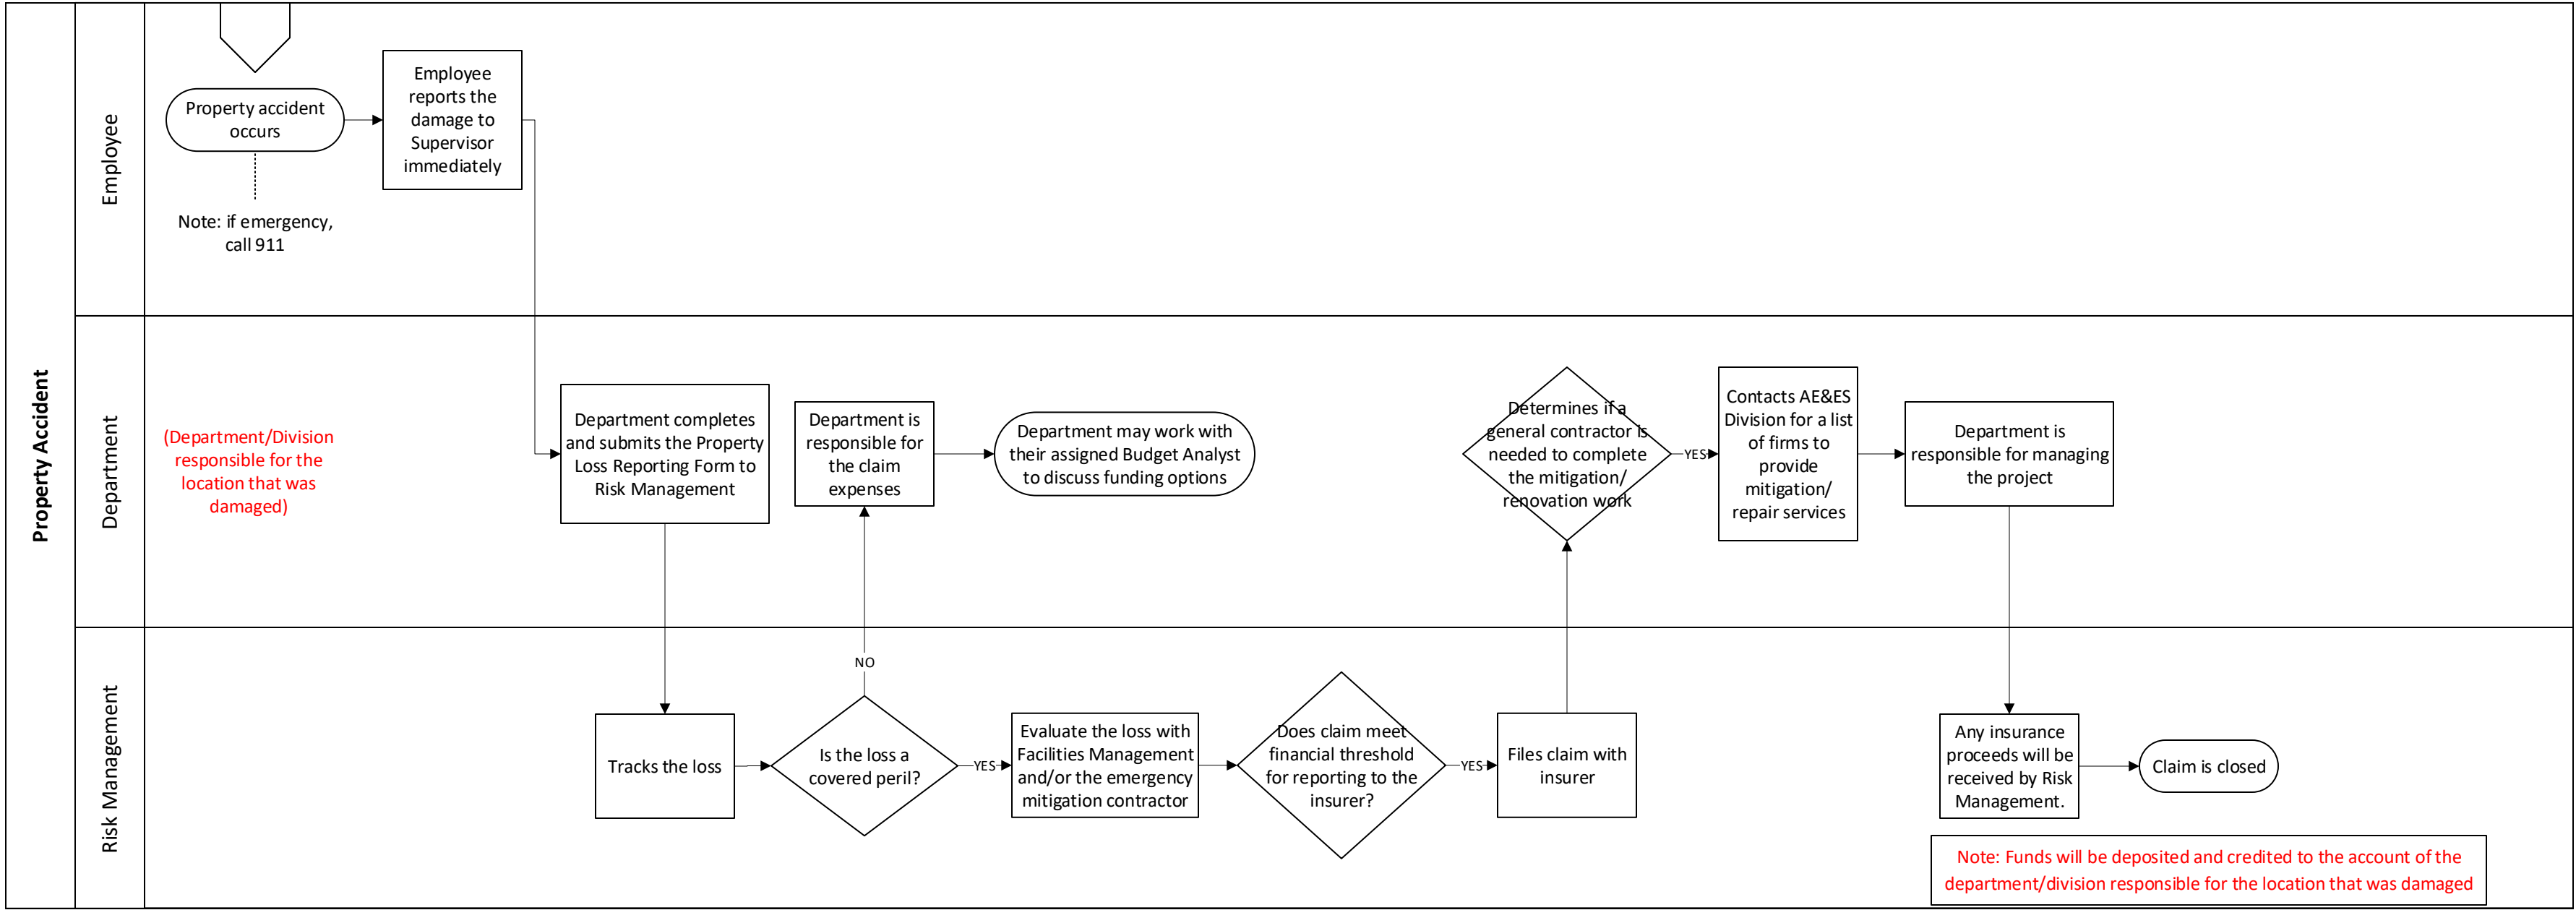 Property Accident
Employee
Property accident
occurs
Note: if emergency,
call 911
Employee
reports the
damage to
Supervisor
immediately
Department
(Department/Division
responsible for the
location that was
damaged)
Department completes
and submits the Property
Loss Reporting Form to
Risk Management
Department is
responsible for
the claim
expenses
Department may work with
their assigned Budget Analyst
to discuss funding options
Determines if a
general contractor is
needed to complete
the mitigation/
renovation work
YES
Contacts AE&ES
Division for a list
of firms to
provide
mitigation/
repair services
Department is
responsible for managing
the project
Risk Management
Tracks the loss
Is the loss a
covered peril?
NO
YES
Evaluate the loss with
Facilities Management
and/or the emergency
mitigation contractor
Does claim meet
financial threshold
for reporting to the
insurer?
YES
Files claim with
insurer
Any insurance
proceeds will be
received by Risk
Management.
Claim is closed
Note: Funds will be deposited and credited to the account of the
department/division responsible for the location that was damaged